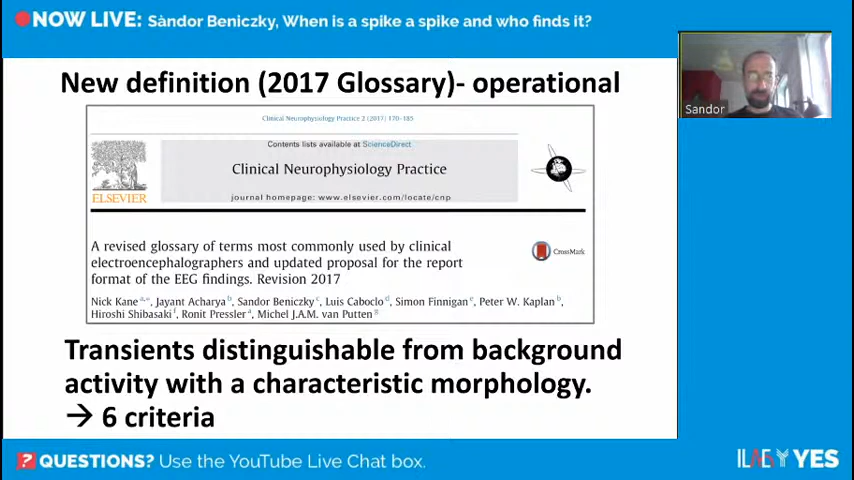 NOW LIVE: Sàndor Beniczky, When is a spike a spike and who finds it?
New definition (2017 Glossary)- operational
Clinical Neurophysiology Practice 2 (2017) 170–185
Contents lists available at ScienceDirect
Clinical Neurophysiology Practice
journal homepage: www.elsevier.com/locate/cnp
ELSEVIER
A revised glossary of terms most commonly used by clinical
electroencephalographers and updated proposal for the report
format of the EEG findings. Revision 2017
CrossMark
Nick Kane a,*, Jayant Acharya b, Sandor Beniczky c, Luis Caboclo d, Simon Finnigan e, Peter W. Kaplan b,
Hiroshi Shibasaki f, Ronit Pressler a, Michel J.A.M. van Putten g
Transients distinguishable from background
activity with a characteristic morphology.
→ 6 criteria
Sandor
? QUESTIONS? Use the YouTube Live Chat box.
ILAE YES